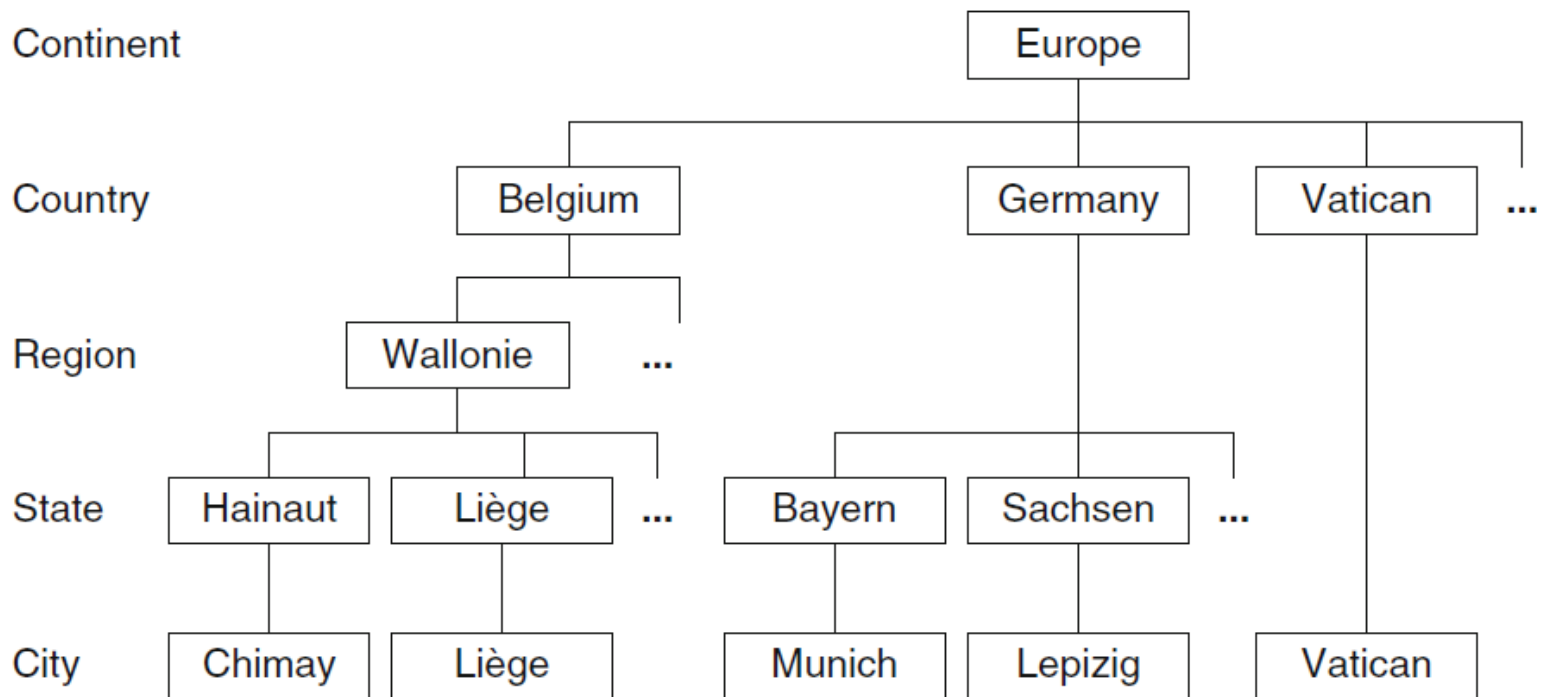 Continent Europe
Country Belgium Germany Vatican ...
Region Wallonie ...
State Hainaut Liège ... Bayern Sachsen ...
City Chimay Liège Munich Lepizig Vatican